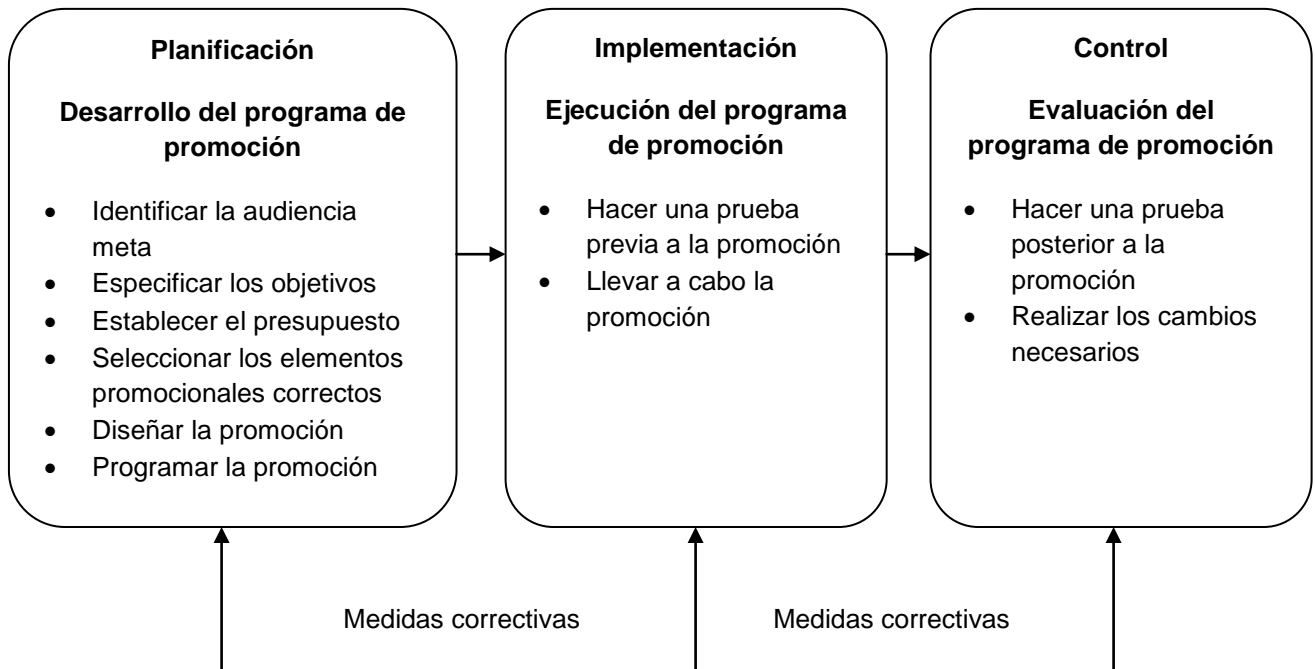 Planificación
Desarrollo del programa de
promoción
• Identificar la audiencia
meta
• Especificar los objetivos
• Establecer el presupuesto
• Seleccionar los elementos
promocionales correctos
• Diseñar la promoción
• Programar la promoción
Implementación
Ejecución del programa
de promoción
• Hacer una prueba
previa a la promoción
• Llevar a cabo la
promoción
Control
Evaluación del
programa de promoción
• Hacer una prueba
posterior a la
promoción
• Realizar los cambios
necesarios
Medidas correctivas
Medidas correctivas